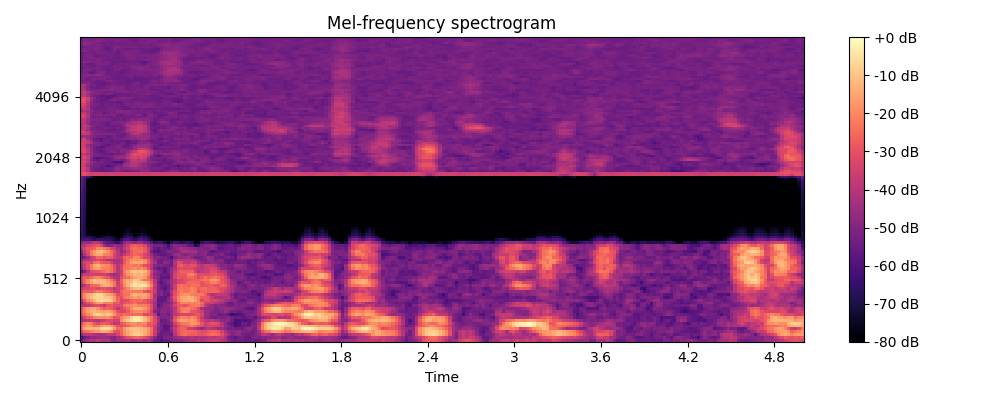 Mel-frequency spectrogram
Hz
4096
2048
1024
512
0
0 0.6 1.2 1.8 2.4 3 3.6 4.2 4.8
Time
+0 dB
-10 dB
-20 dB
-30 dB
-40 dB
-50 dB
-60 dB
-70 dB
-80 dB